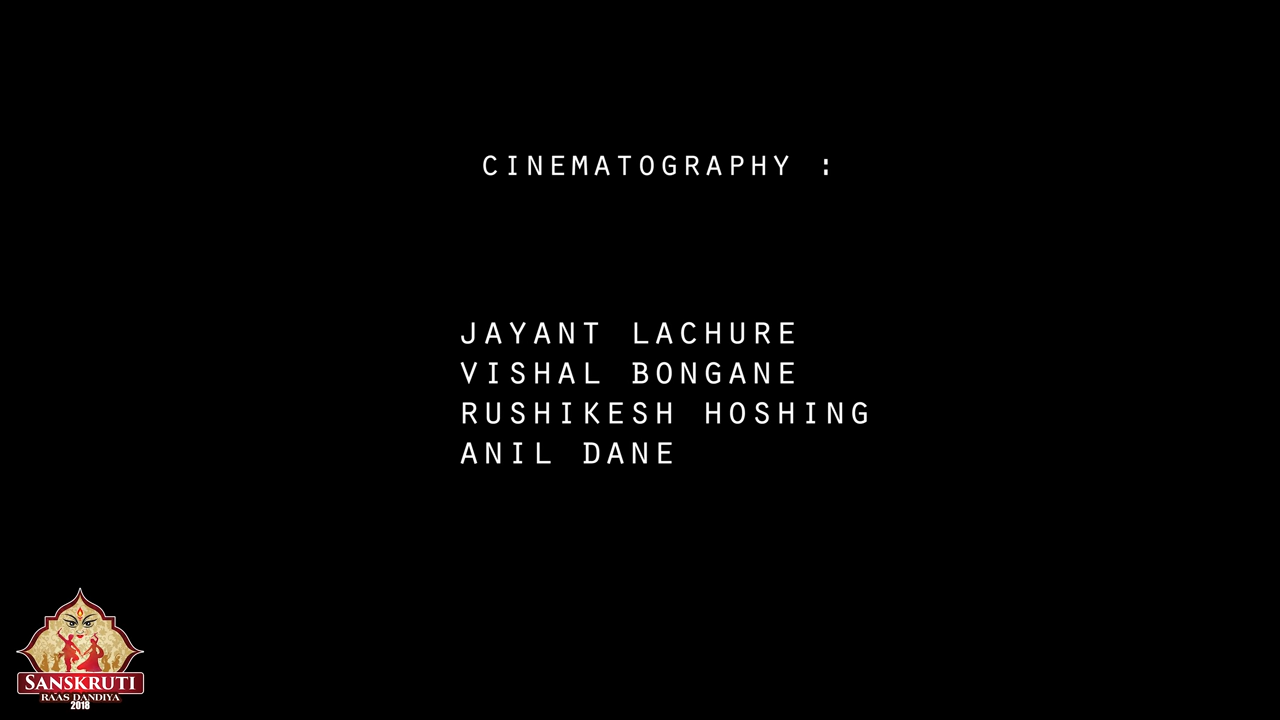 CINEMATOGRAPHY :
JAYANT LACHURE
VISHAL BONGANE
RUSHIKESH HOSHING
ANIL DANE
SANSKRUTI
RAAS DANDIYA
2018